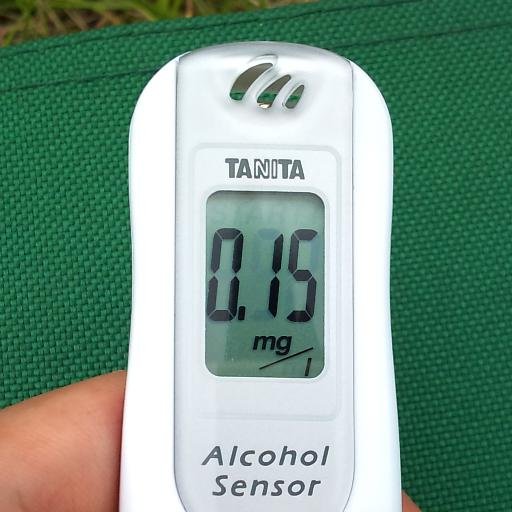 TANITA
0.15
mg/l
Alcohol
Sensor